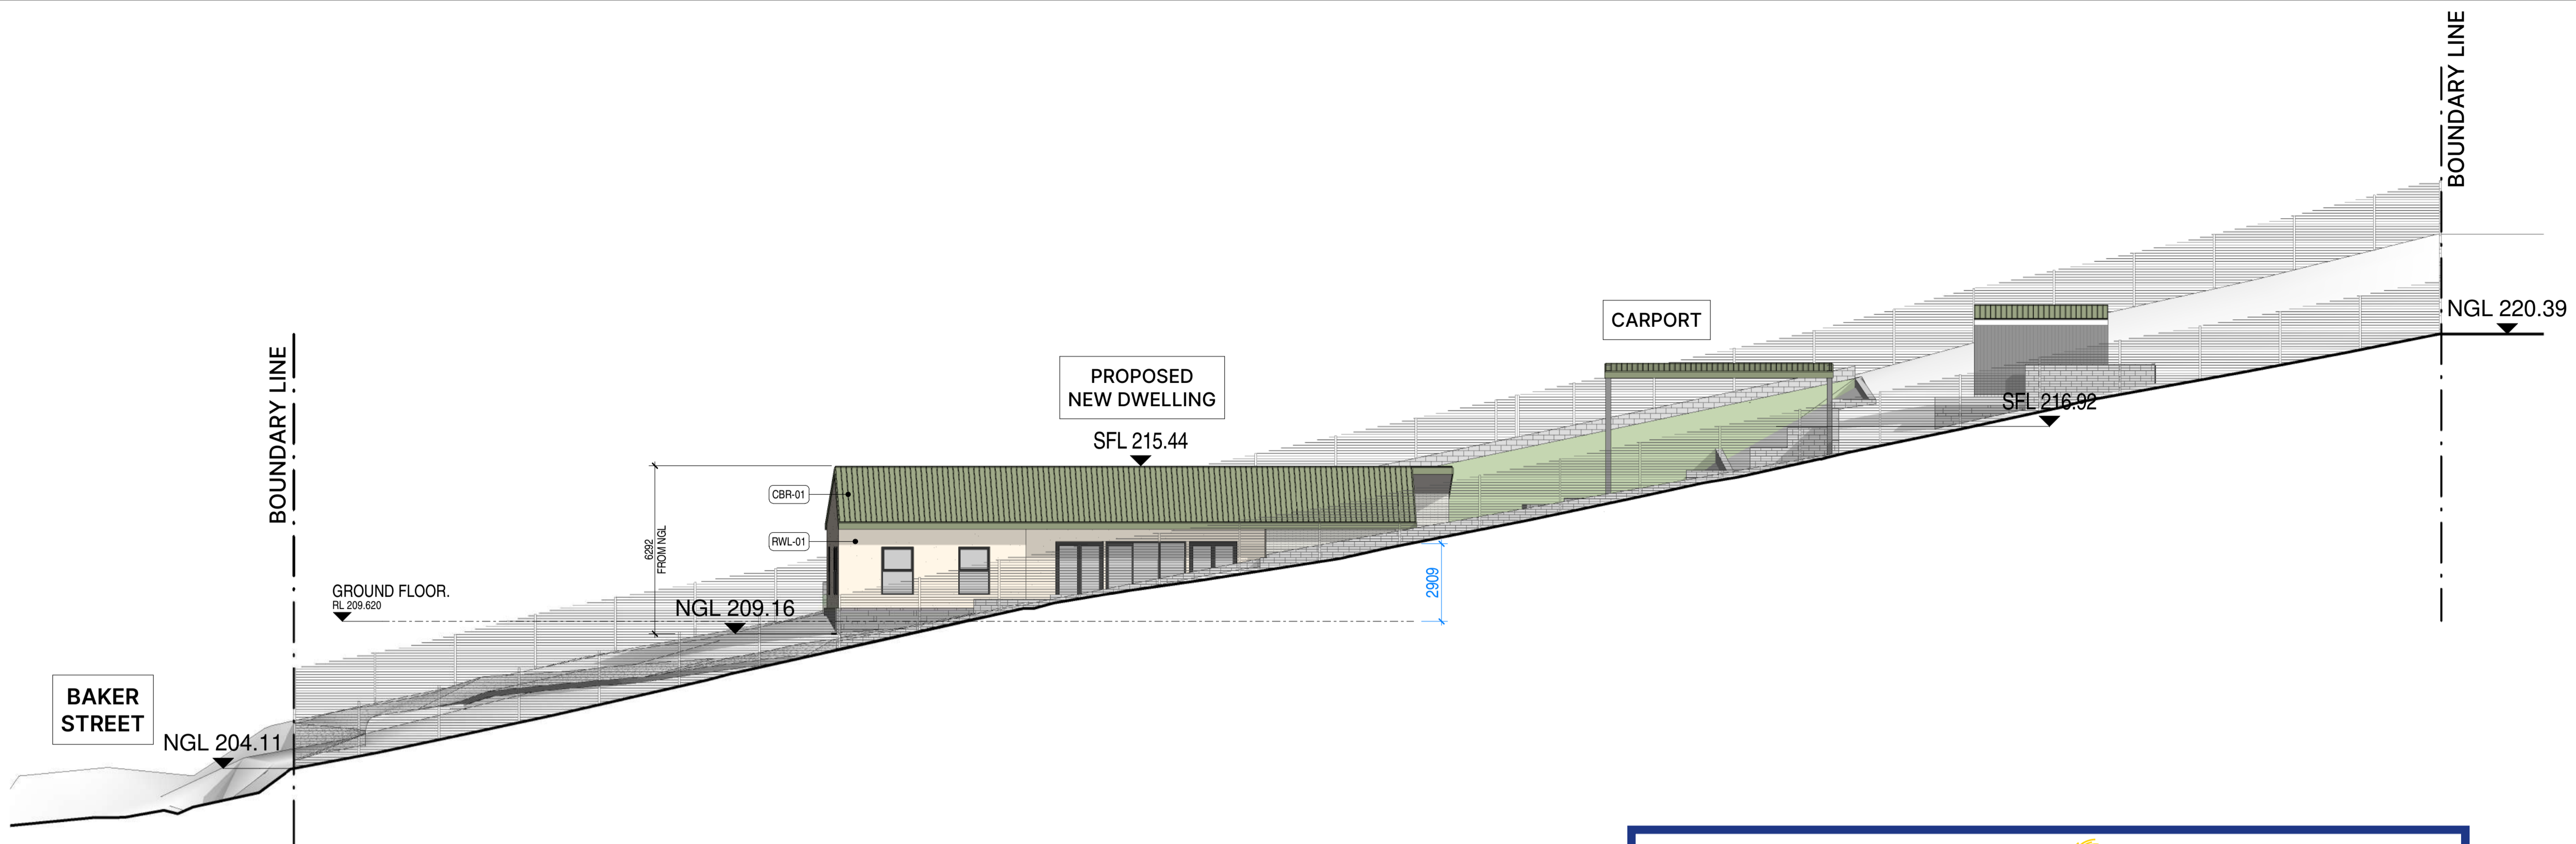 BOUNDARY LINE
BOUNDARY LINE
NGL 220.39
CARPORT
PROPOSED
NEW DWELLING
SFL 215.44
SFL 216.92
CBR-01
RWL-01
6292
FROM NGL
2909
GROUND FLOOR.
RL 209.620
NGL 209.16
BAKER
STREET
NGL 204.11